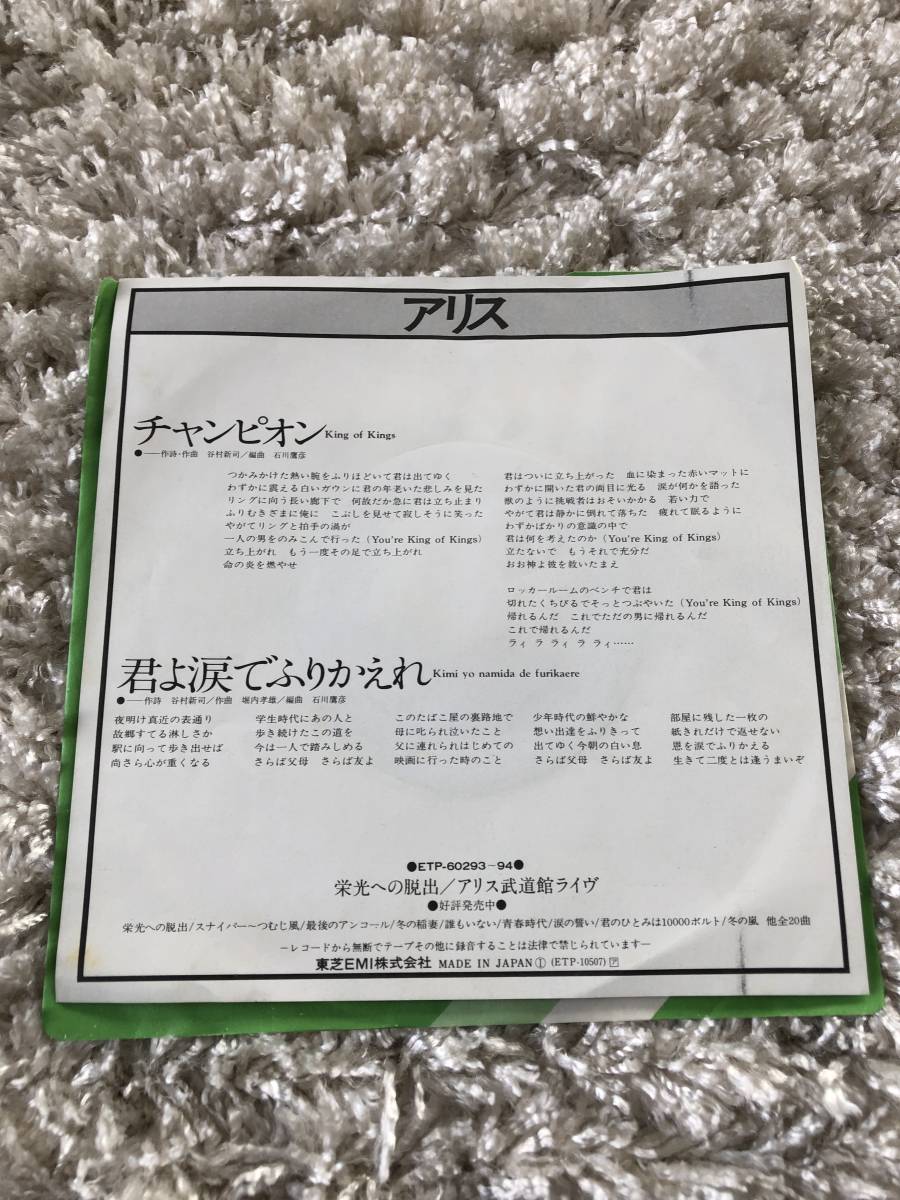 アリス
チャンピオン King of Kings
●——作詩・作曲 谷村新司／編曲 石川鷹彦
つかみかけた熱い腕をふりほどいて君は出てゆく
わずかに震える白いガウンに君の年老いた悲しみを見た
リングに向う長い廊下で 何故だか急に君は立ち止まり
ふりむきざまに俺に こぶしを見せて寂しそうに笑った
やがてリングと拍手の渦が
一人の男をのみこんで行った (You're King of Kings)
立ち上がれ もう一度その足で立ち上がれ
命の炎を燃やせ
君はついに立ち上がった 血に染まった赤いマットに
わずかに開いた君の両目に光る 涙が何かを語った
獣のように挑戦者はおそいかかる 若い力で
やがて君は静かに倒れて落ちた 疲れて眠るように
わずかばかりの意識の中で
君は何を考えたのか (You're King of Kings)
立たないで もうそれで充分だ
おお神よ彼を救いたまえ
ロッカールームのベンチで君は
切れたくちびるでそっとつぶやいた (You're King of Kings)
帰れるんだ これでただの男に帰れるんだ
これで帰れるんだ
ライ ラ ライ ラ ライ……
君よ涙でふりかえれ Kimi yo namida de furikaere
●——作詩 谷村新司／作曲 堀内孝雄／編曲 石川鷹彦
夜明け真近の表通り
故郷すてる淋しさか
駅に向って歩き出せば
尚さら心が重くなる
学生時代にあの人と
歩き続けたこの道を
今は一人で踏みしめる
さらば父母 さらば友よ
このたばこ屋の裏路地で
母に叱られ泣いたこと
父に連れられはじめての
映画に行った時のこと
少年時代の鮮やかな
想い出達をふりきって
出てゆく今朝の白い息
さらば父母 さらば友よ
部屋に残した一枚の
紙きれだけで返せない
恩を涙でふりかえる
生きて二度とは逢うまいぞ
●ETP-60293－94●
栄光への脱出／アリス武道館ライヴ
●好評発売中●
栄光への脱出/スナイパー～つむじ風/最後のアンコール/冬の稲妻/誰もいない/青春時代/涙の誓い/君のひとみは10000ボルト/冬の嵐 他全20曲
－レコードから無断でテープその他に録音することは法律で禁じられています－
東芝EMI株式会社 MADE IN JAPAN ① (ETP-10507) ㋐